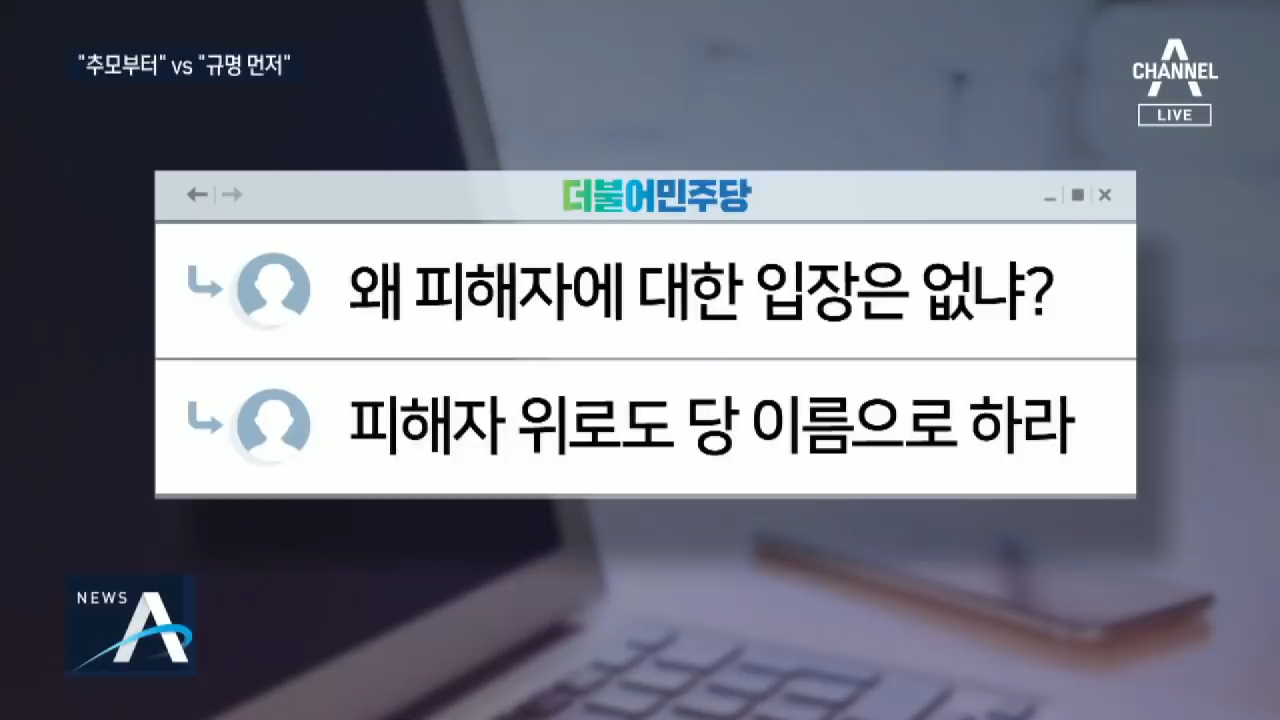 "추모부터" vs "규명 먼저"
CHANNEL A
LIVE
더불어민주당
왜 피해자에 대한 입장은 없냐?
피해자 위로도 당 이름으로 하라
NEWS A